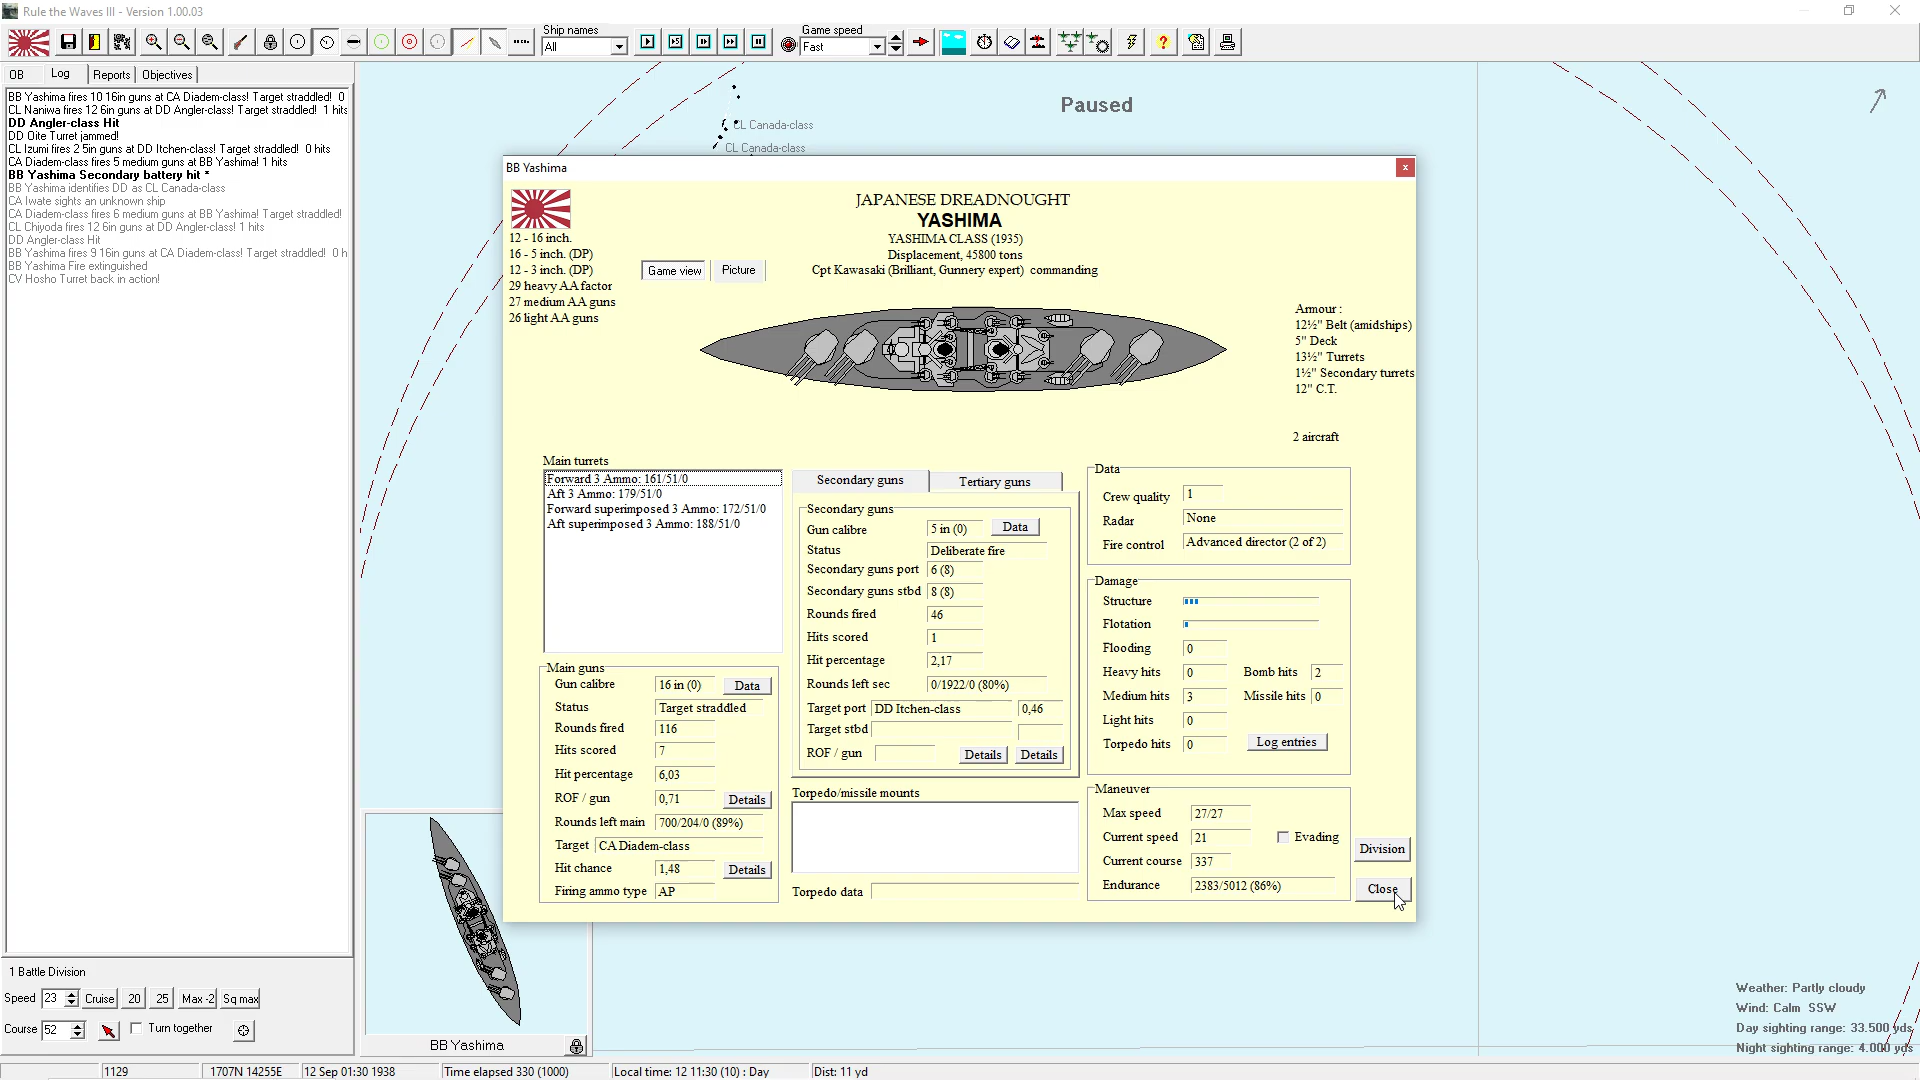 Rule the Waves III - Version 1.00.03
Ship names
All
Game speed
Fast
OB Log Reports Objectives
BB Yashima fires 10 16in guns at CA Diadem-class! Target straddled! 0
CL Naniwa fires 12 6in guns at DD Angler-class! Target straddled! 1 hits
DD Angler-class Hit
DD Oite Turret jammed!
CL Izumi fires 2 5in guns at DD Itchen-class! Target straddled! 0 hits
CA Diadem-class fires 5 medium guns at BB Yashima! 1 hits
BB Yashima Secondary battery hit *
BB Yashima identifies DD as CL Canada-class
CA Iwate sights an unknown ship
CA Diadem-class fires 6 medium guns at BB Yashima! Target straddled!
CL Chiyoda fires 12 6in guns at DD Angler-class! 1 hits
DD Angler-class Hit
BB Yashima fires 9 16in guns at CA Diadem-class! Target straddled! 0 h
BB Yashima Fire extinguished
CV Hosho Turret back in action!
Paused
CL Canada-class
CL Canada-class
BB Yashima
x
JAPANESE DREADNOUGHT
YASHIMA
YASHIMA CLASS (1935)
Displacement, 45800 tons
Cpt Kawasaki (Brilliant, Gunnery expert) commanding
12 - 16 inch.
16 - 5 inch. (DP)
12 - 3 inch. (DP)
29 heavy AA factor
27 medium AA guns
26 light AA guns
Game view Picture
Armour :
12½" Belt (amidships)
5" Deck
13½" Turrets
1½" Secondary turrets
12" C.T.
2 aircraft
Main turrets
Forward 3 Ammo: 161/51/0
Aft 3 Ammo: 179/51/0
Forward superimposed 3 Ammo: 172/51/0
Aft superimposed 3 Ammo: 188/51/0
Main guns
Gun calibre 16 in (0) Data
Status Target straddled
Rounds fired 116
Hits scored 7
Hit percentage 6,03
ROF / gun 0,71 Details
Rounds left main 700/204/0 (89%)
Target CA Diadem-class
Hit chance 1,48 Details
Firing ammo type AP
Secondary guns Tertiary guns
Secondary guns
Gun calibre 5 in (0) Data
Status Deliberate fire
Secondary guns port 6 (8)
Secondary guns stbd 8 (8)
Rounds fired 46
Hits scored 1
Hit percentage 2,17
Rounds left sec 0/1922/0 (80%)
Target port DD Itchen-class 0,46
Target stbd
ROF / gun Details Details
Torpedo/missile mounts
Torpedo data
Data
Crew quality 1
Radar None
Fire control Advanced director (2 of 2)
Damage
Structure
Flotation
Flooding 0
Heavy hits 0 Bomb hits 2
Medium hits 3 Missile hits 0
Light hits 0
Torpedo hits 0 Log entries
Maneuver
Max speed 27/27
Current speed 21 Evading
Current course 337
Endurance 2383/5012 (86%)
Division
Close
1 Battle Division
Speed 23 Cruise 20 25 Max -2 Sq max
Course 52 Turn together
BB Yashima
Weather: Partly cloudy
Wind: Calm SSW
Day sighting range: 33.500 yds
Night sighting range: 4.000 yds
1129 1707N 14255E 12 Sep 01:30 1938 Time elapsed 330 (1000) Local time: 12 11:30 (10) : Day Dist: 11 yd